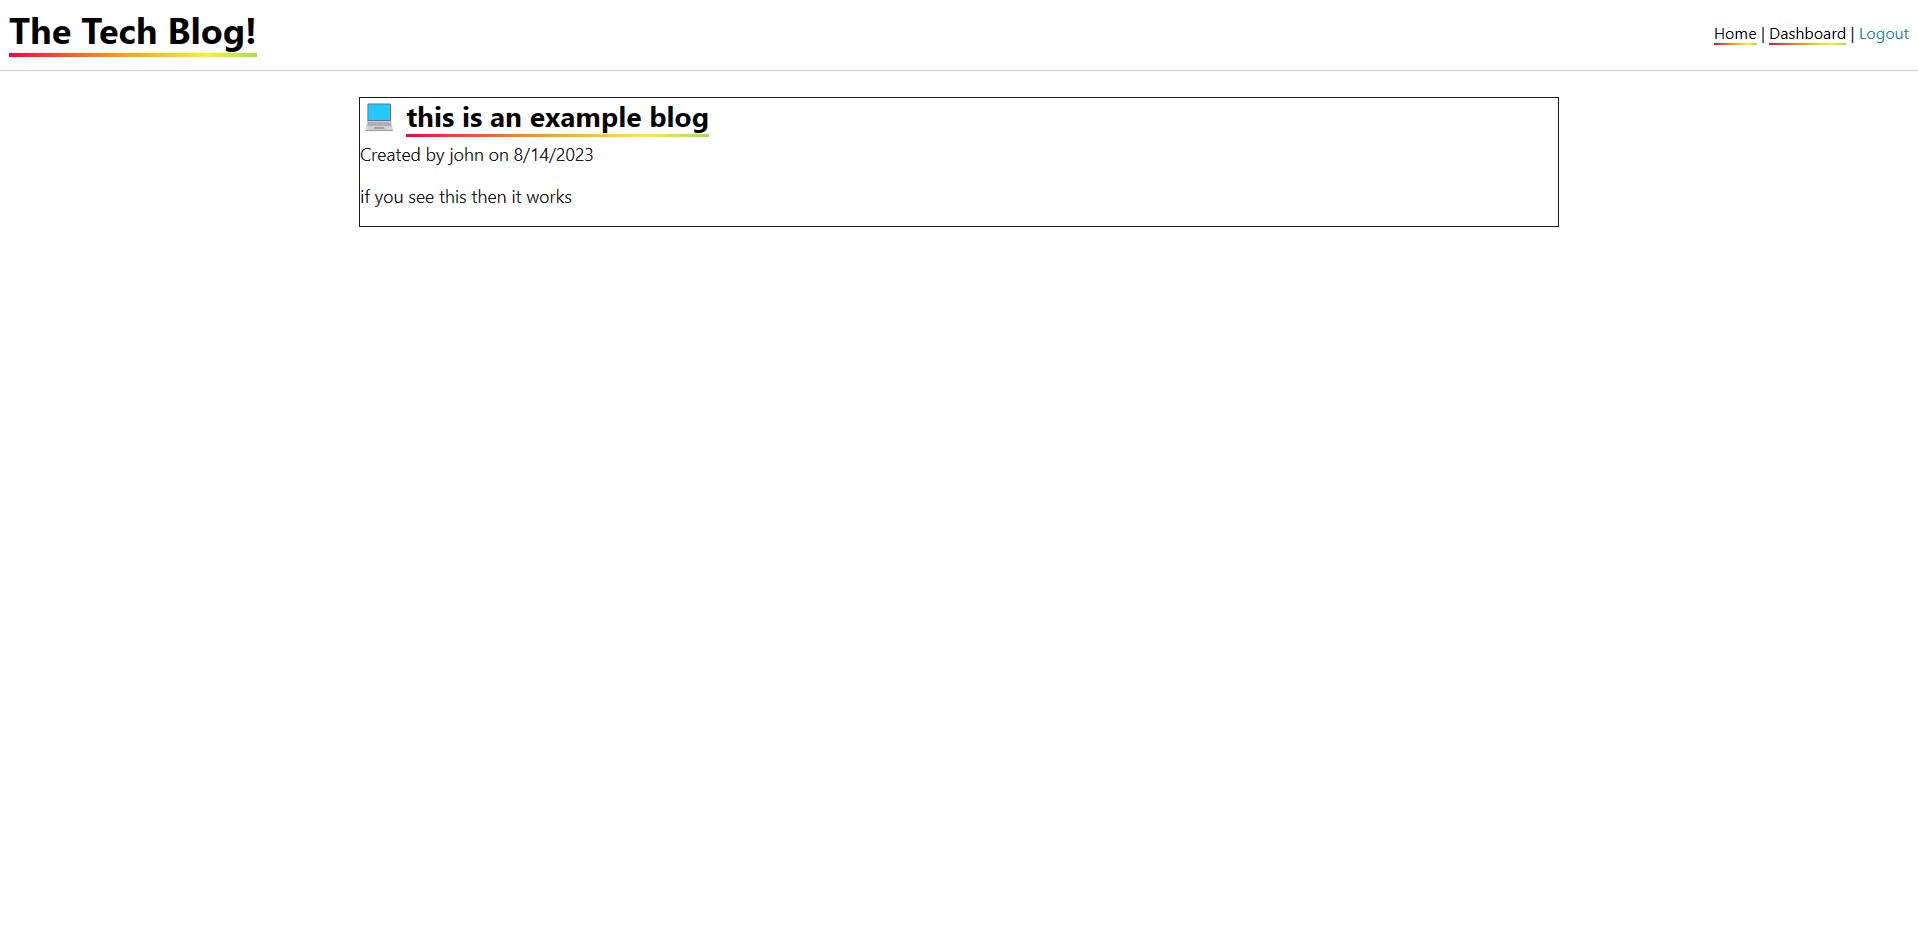 The Tech Blog!
Home | Dashboard | Logout
this is an example blog
Created by john on 8/14/2023
if you see this then it works